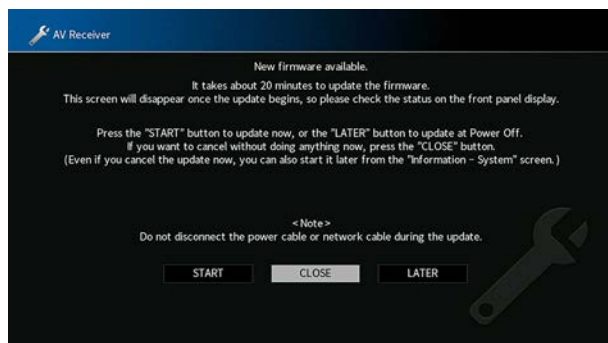 AV Receiver
New firmware available.
It takes about 20 minutes to update the firmware.
This screen will disappear once the update begins, so please check the status on the front panel display.
Press the "START" button to update now, or the "LATER" button to update at Power Off.
If you want to cancel without doing anything now, press the "CLOSE" button.
(Even if you cancel the update now, you can also start it later from the "Information – System" screen.)
<Note>
Do not disconnect the power cable or network cable during the update.
START CLOSE LATER